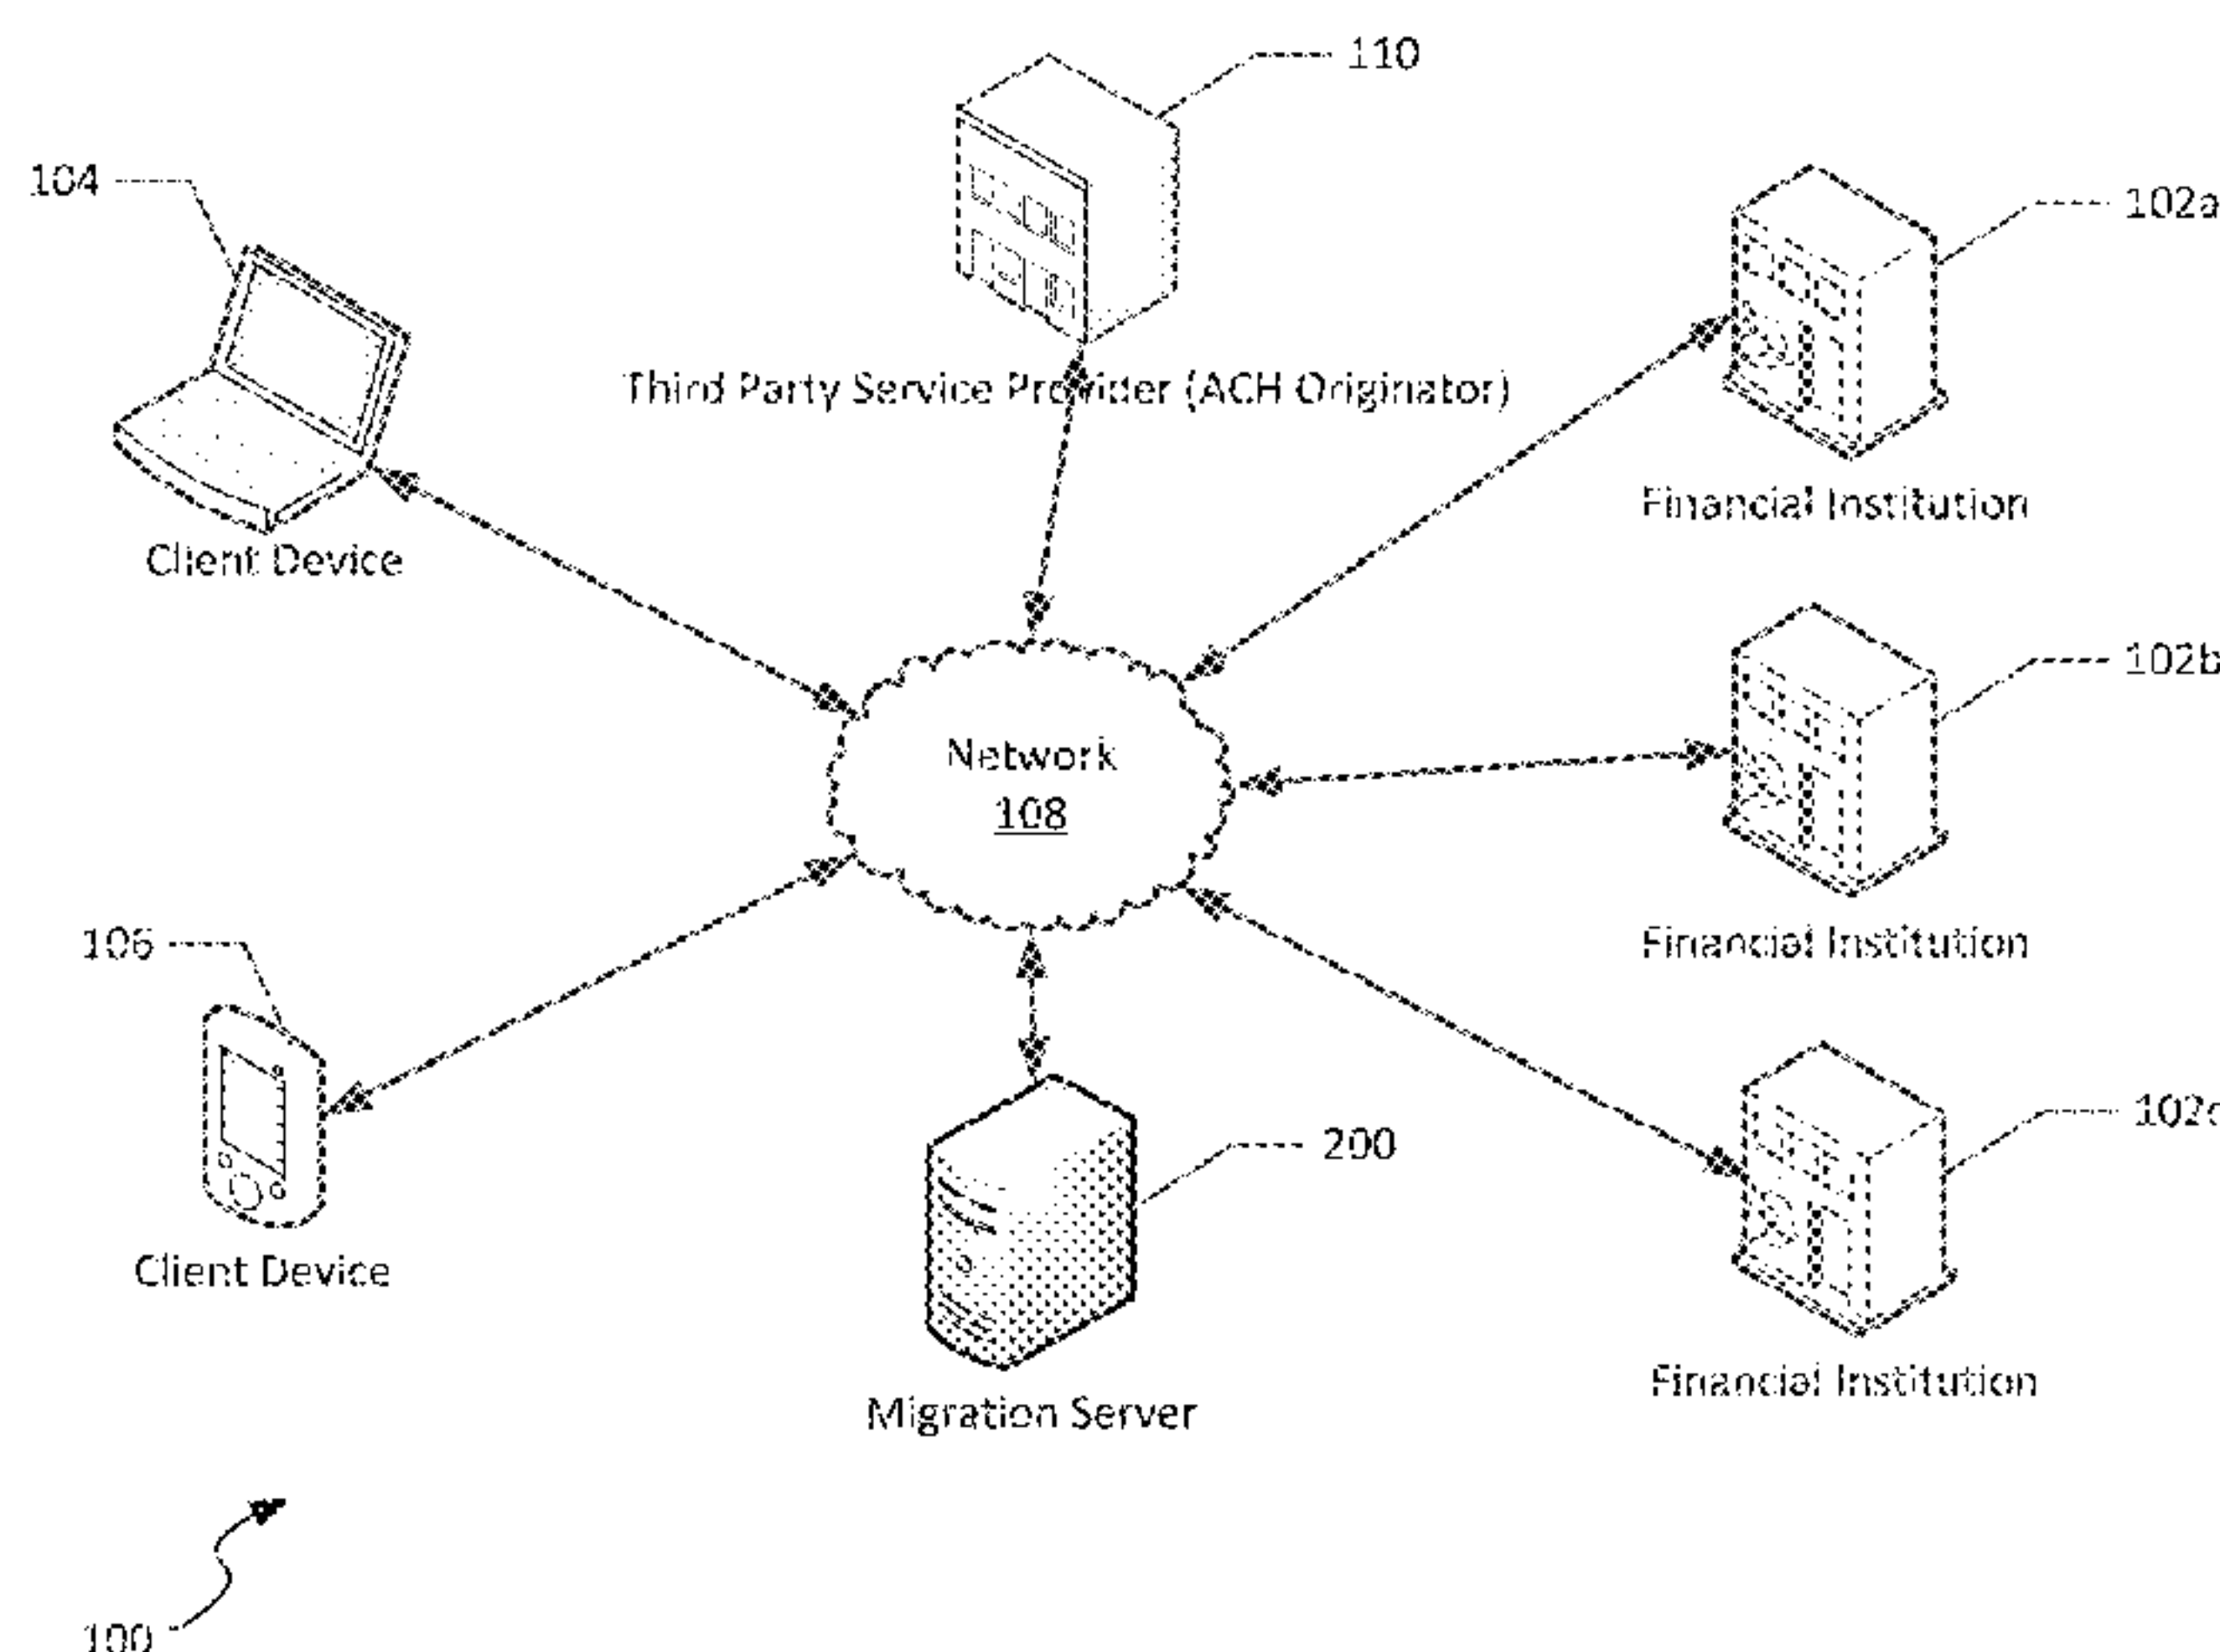 110
104
102a
Third Party Service Provider (ACH Originator)
Financial Institution
Client Device
102b
Network
108
106
Financial Institution
102c
200
Client Device
Financial Institution
Migration Server
100